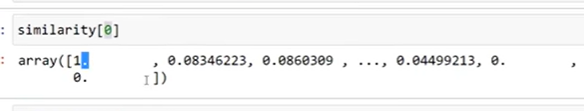 : similarity[0]
: array([1. , 0.08346223, 0.0860309 , ..., 0.04499213, 0. ,
0. ])